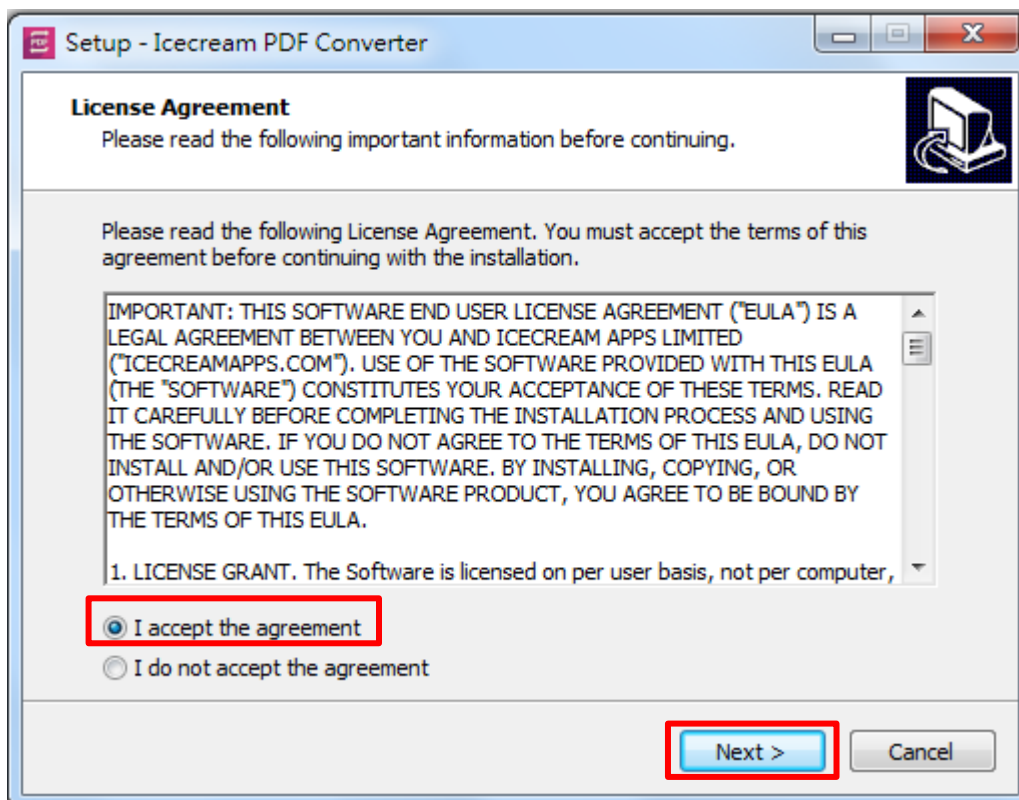 Setup - Icecream PDF Converter
License Agreement
Please read the following important information before continuing.
Please read the following License Agreement. You must accept the terms of this
agreement before continuing with the installation.
IMPORTANT: THIS SOFTWARE END USER LICENSE AGREEMENT ("EULA") IS A
LEGAL AGREEMENT BETWEEN YOU AND ICECREAM APPS LIMITED
("ICECREAMAPPS.COM"). USE OF THE SOFTWARE PROVIDED WITH THIS EULA
(THE "SOFTWARE") CONSTITUTES YOUR ACCEPTANCE OF THESE TERMS. READ
IT CAREFULLY BEFORE COMPLETING THE INSTALLATION PROCESS AND USING
THE SOFTWARE. IF YOU DO NOT AGREE TO THE TERMS OF THIS EULA, DO NOT
INSTALL AND/OR USE THIS SOFTWARE. BY INSTALLING, COPYING, OR
OTHERWISE USING THE SOFTWARE PRODUCT, YOU AGREE TO BE BOUND BY
THE TERMS OF THIS EULA.
1. LICENSE GRANT. The Software is licensed on per user basis, not per computer,
I accept the agreement
I do not accept the agreement
Next >
Cancel